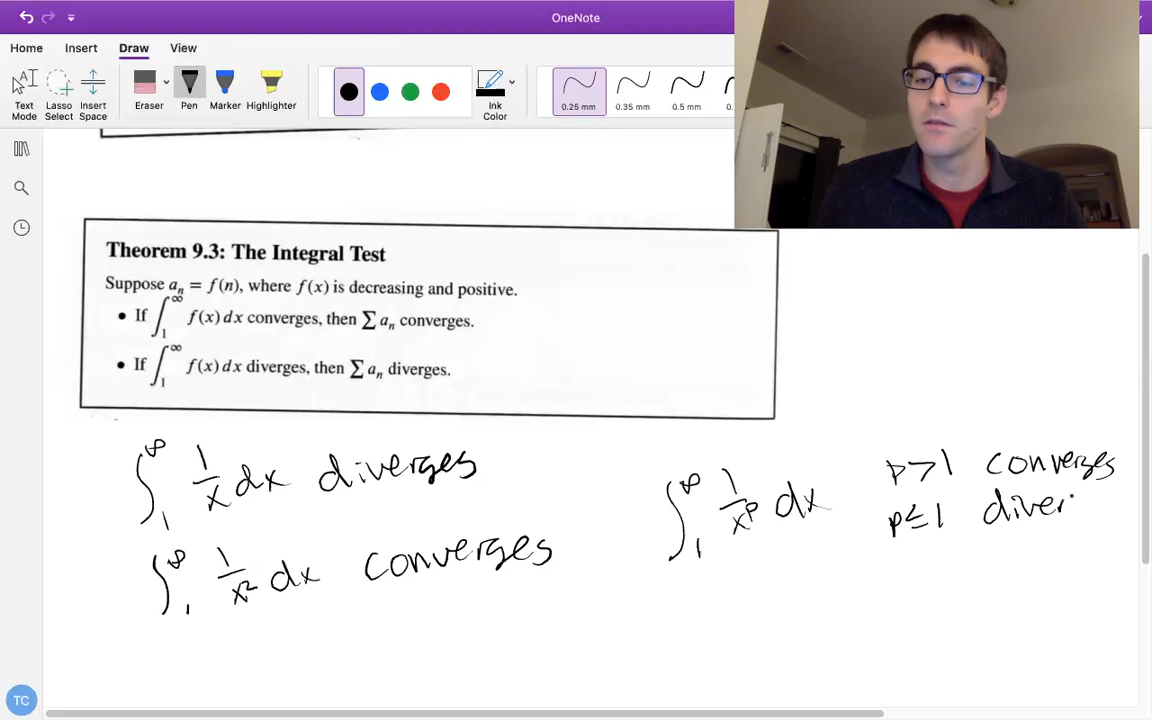 OneNote
Home Insert Draw View
Text Mode Lasso Select Insert Space Eraser Pen Marker Highlighter 0.25 mm 0.35 mm 0.5 mm 0. Ink Color
Theorem 9.3: The Integral Test
Suppose aₙ = f(n), where f(x) is decreasing and positive.
• If ∫₁^∞ f(x) dx converges, then ∑ aₙ converges.
• If ∫₁^∞ f(x) dx diverges, then ∑ aₙ diverges.
∫₁^∞ 1/x dx diverges
∫₁^∞ 1/x² dx converges
∫₁^∞ 1/x^p dx
p>1 converges
p≤1 diver
TC